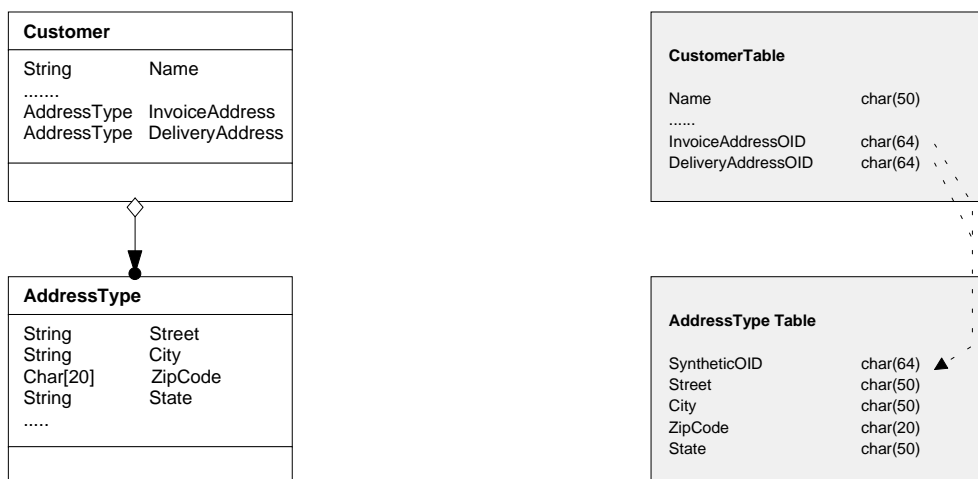 Customer
String Name
.......
AddressType InvoiceAddress
AddressType DeliveryAddress
AddressType
String Street
String City
Char[20] ZipCode
String State
.....
CustomerTable
Name char(50)
......
InvoiceAddressOID char(64)
DeliveryAddressOID char(64)
AddressType Table
SyntheticOID char(64)
Street char(50)
City char(50)
ZipCode char(20)
State char(50)